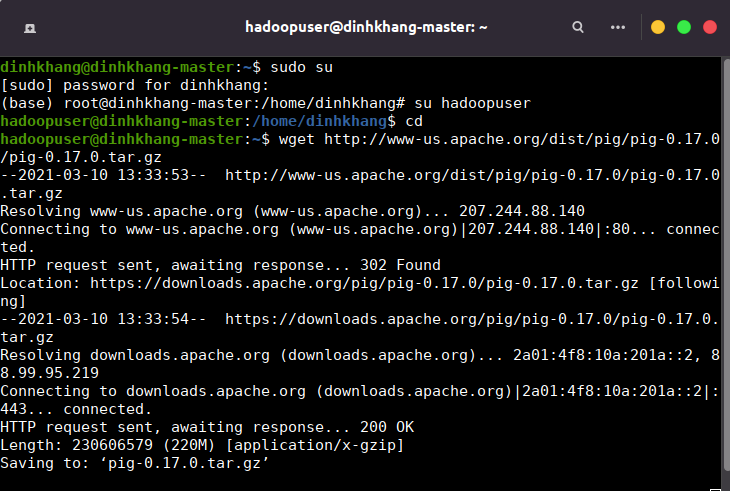 hadoopuser@dinhkhang-master: ~
dinhkhang@dinhkhang-master:~$ sudo su
[sudo] password for dinhkhang:
(base) root@dinhkhang-master:/home/dinhkhang# su hadoopuser
hadoopuser@dinhkhang-master:/home/dinhkhang$ cd
hadoopuser@dinhkhang-master:~$ wget http://www-us.apache.org/dist/pig/pig-0.17.0
/pig-0.17.0.tar.gz
--2021-03-10 13:33:53--  http://www-us.apache.org/dist/pig/pig-0.17.0/pig-0.17.0
.tar.gz
Resolving www-us.apache.org (www-us.apache.org)... 207.244.88.140
Connecting to www-us.apache.org (www-us.apache.org)|207.244.88.140|:80... connec
ted.
HTTP request sent, awaiting response... 302 Found
Location: https://downloads.apache.org/pig/pig-0.17.0/pig-0.17.0.tar.gz [followi
ng]
--2021-03-10 13:33:54--  https://downloads.apache.org/pig/pig-0.17.0/pig-0.17.0.
tar.gz
Resolving downloads.apache.org (downloads.apache.org)... 2a01:4f8:10a:201a::2, 8
8.99.95.219
Connecting to downloads.apache.org (downloads.apache.org)|2a01:4f8:10a:201a::2|:
443... connected.
HTTP request sent, awaiting response... 200 OK
Length: 230606579 (220M) [application/x-gzip]
Saving to: ‘pig-0.17.0.tar.gz’